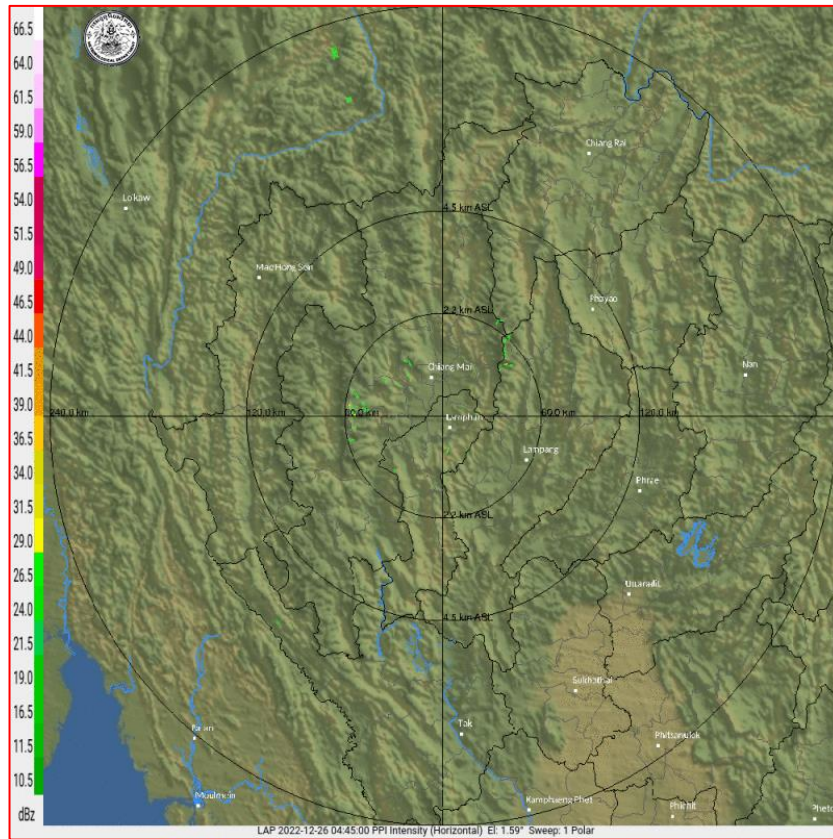 66.5
64.0
61.5
59.0
56.5
54.0
51.5
49.0
46.5
44.0
41.5
39.0
36.5
34.0
31.5
29.0
26.5
24.0
21.5
19.0
16.5
14.0
11.5
10.5
dBz
Chiang Rai
Loikaw
4.5 km ASL
Mae Hong Son
Phayao
2.2 km ASL
Nan
Chiang Mai
240.0 km
120.0 km
60.0 km
120.0 km
Lamphun
Lampang
Phrae
2.2 km ASL
Uttaradit
4.5 km ASL
Sukhothai
Pa'an
Tak
Phitsanulok
Moulmein
Kamphaeng Phet
Phichit
LAP 2022-12-26 04:45:00 PPI Intensity (Horizontal) El: 1.59° Sweep: 1 Polar